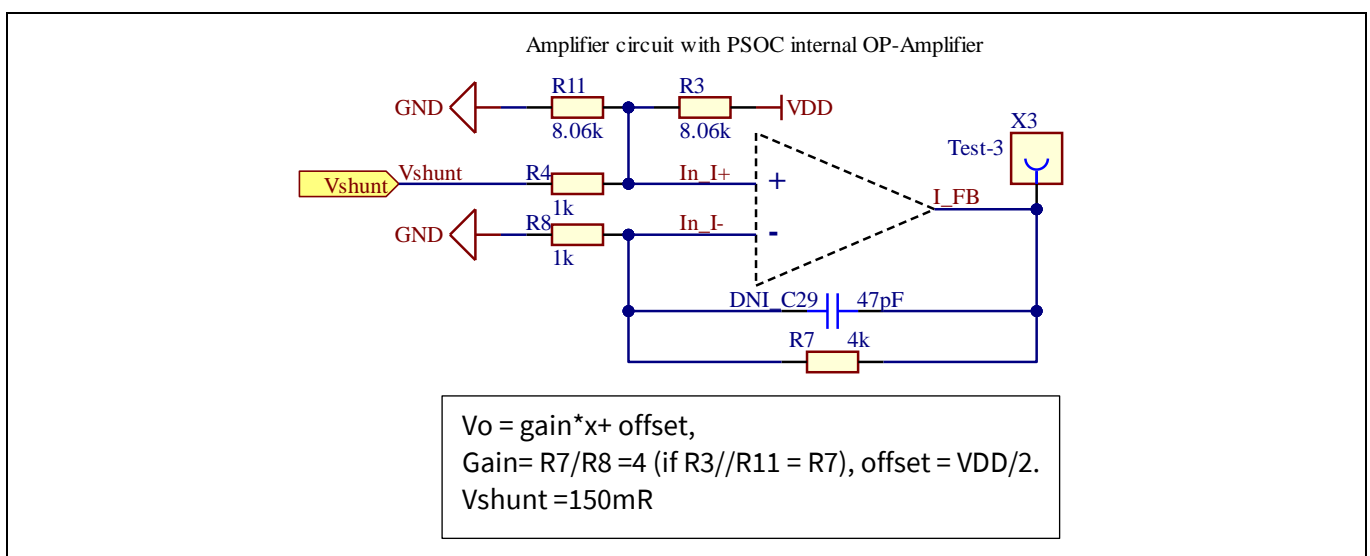 Amplifier circuit with PSOC internal OP-Amplifier
R11
R3
GND
VDD
8.06k
8.06k
X3
Test-3
Vshunt
Vshunt
R4
In_I+
+
1k
I_FB
GND
R8
In_I-
-
1k
DNI_C29
47pF
R7
4k
Vo = gain*x+ offset,
Gain= R7/R8 =4 (if R3//R11 = R7), offset = VDD/2.
Vshunt =150mR